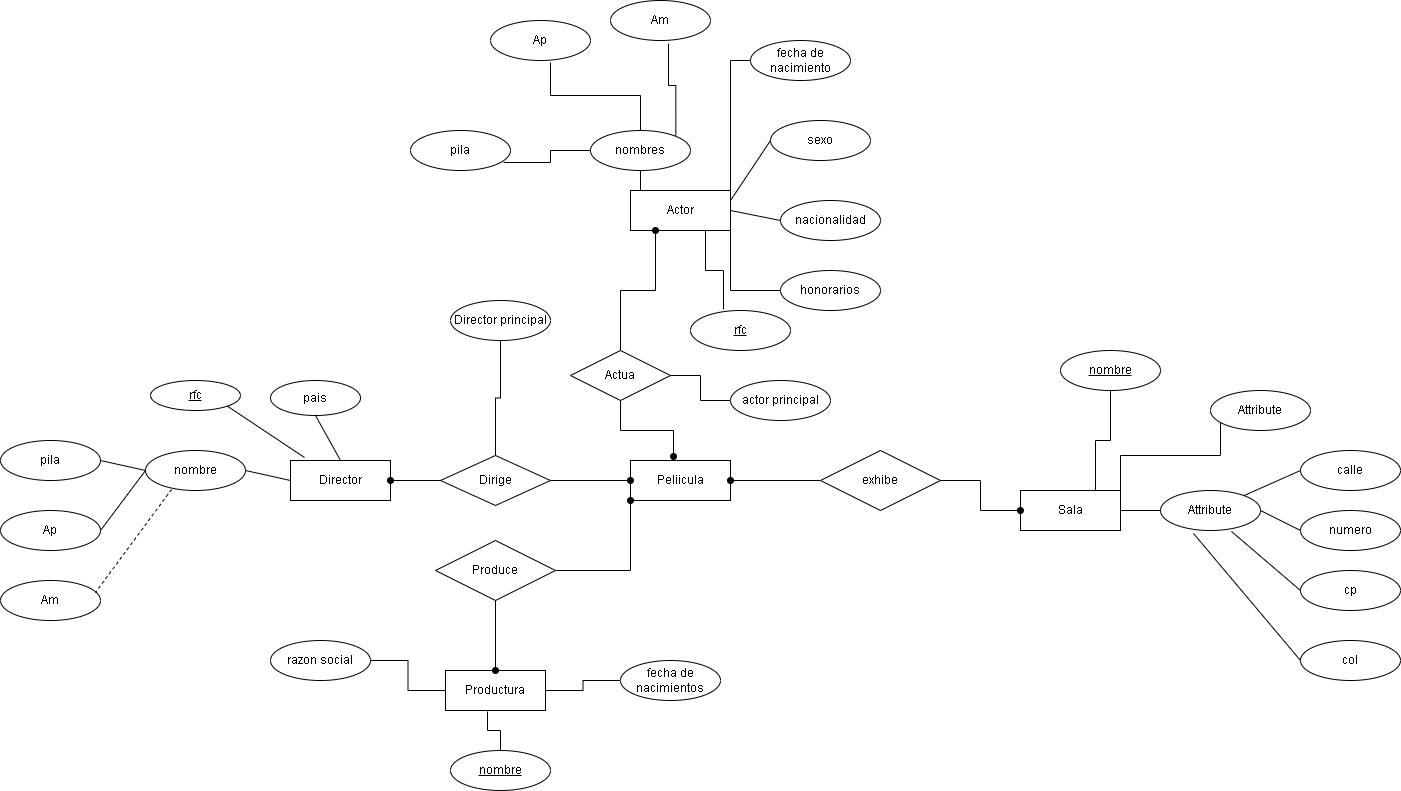 Am
Ap
fecha de
nacimiento
sexo
pila
nombres
Actor
nacionalidad
honorarios
rfc
Director principal
Actua
actor principal
nombre
rfc
pais
Attribute
pila
nombre
Director
Dirige
Peliicula
exhibe
calle
Sala
Attribute
numero
Ap
Produce
cp
Am
razon social
col
fecha de
nacimientos
Productura
nombre